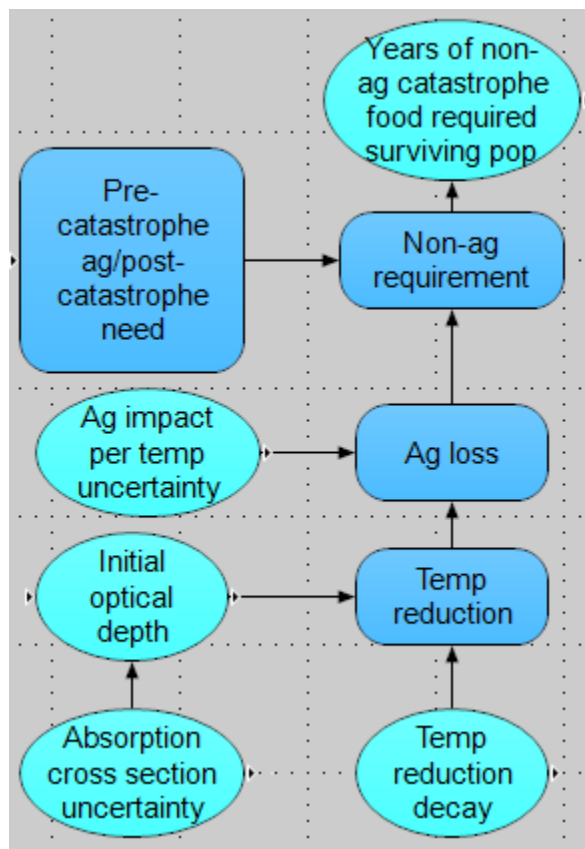 Years of non-
ag catastrophe
food required
surviving pop
Pre-
catastrophe
ag/post-
catastrophe
need
Non-ag
requirement
Ag impact
per temp
uncertainty
Ag loss
Initial
optical
depth
Temp
reduction
Absorption
cross section
uncertainty
Temp
reduction
decay